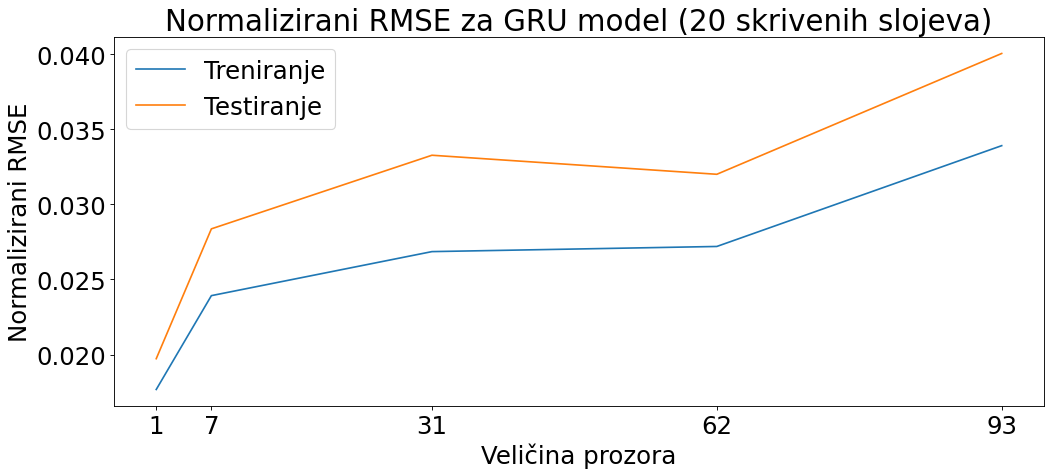 Normalizirani RMSE za GRU model (20 skrivenih slojeva)
Treniranje
Testiranje
Normalizirani RMSE
0.040
0.035
0.030
0.025
0.020
1 7 31 62 93
Veličina prozora